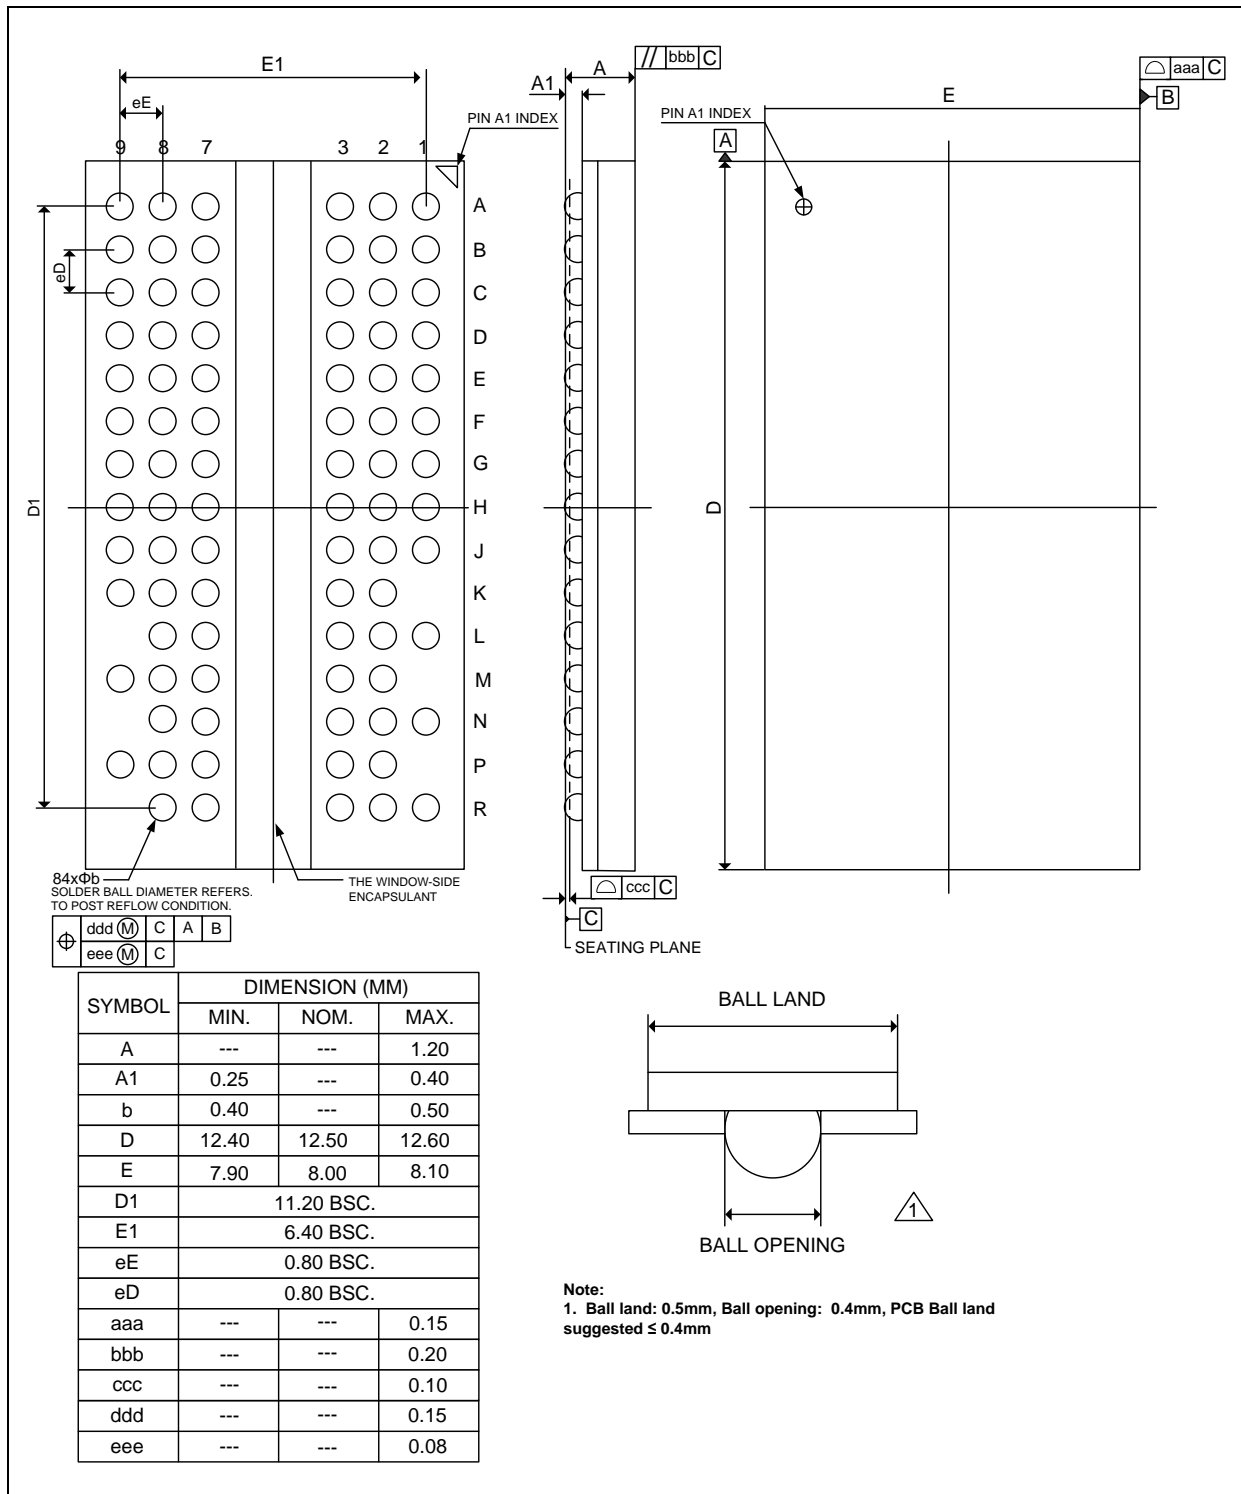 E1
eE
9 8 7 3 2 1
PIN A1 INDEX
A
B
C
D
E
F
G
H
J
K
L
M
N
P
R
eD
D1
84xΦb
SOLDER BALL DIAMETER REFERS.
TO POST REFLOW CONDITION.
ddd Ⓜ C A B
eee Ⓜ C
THE WINDOW-SIDE
ENCAPSULANT
A
A1
// bbb C
ccc C
C
SEATING PLANE
aaa C
B
E
PIN A1 INDEX
A
D
SYMBOL DIMENSION (MM)
MIN. NOM. MAX.
A --- --- 1.20
A1 0.25 --- 0.40
b 0.40 --- 0.50
D 12.40 12.50 12.60
E 7.90 8.00 8.10
D1 11.20 BSC.
E1 6.40 BSC.
eE 0.80 BSC.
eD 0.80 BSC.
aaa --- --- 0.15
bbb --- --- 0.20
ccc --- --- 0.10
ddd --- --- 0.15
eee --- --- 0.08
BALL LAND
1
BALL OPENING
Note:
1. Ball land: 0.5mm, Ball opening: 0.4mm, PCB Ball land
suggested ≤ 0.4mm